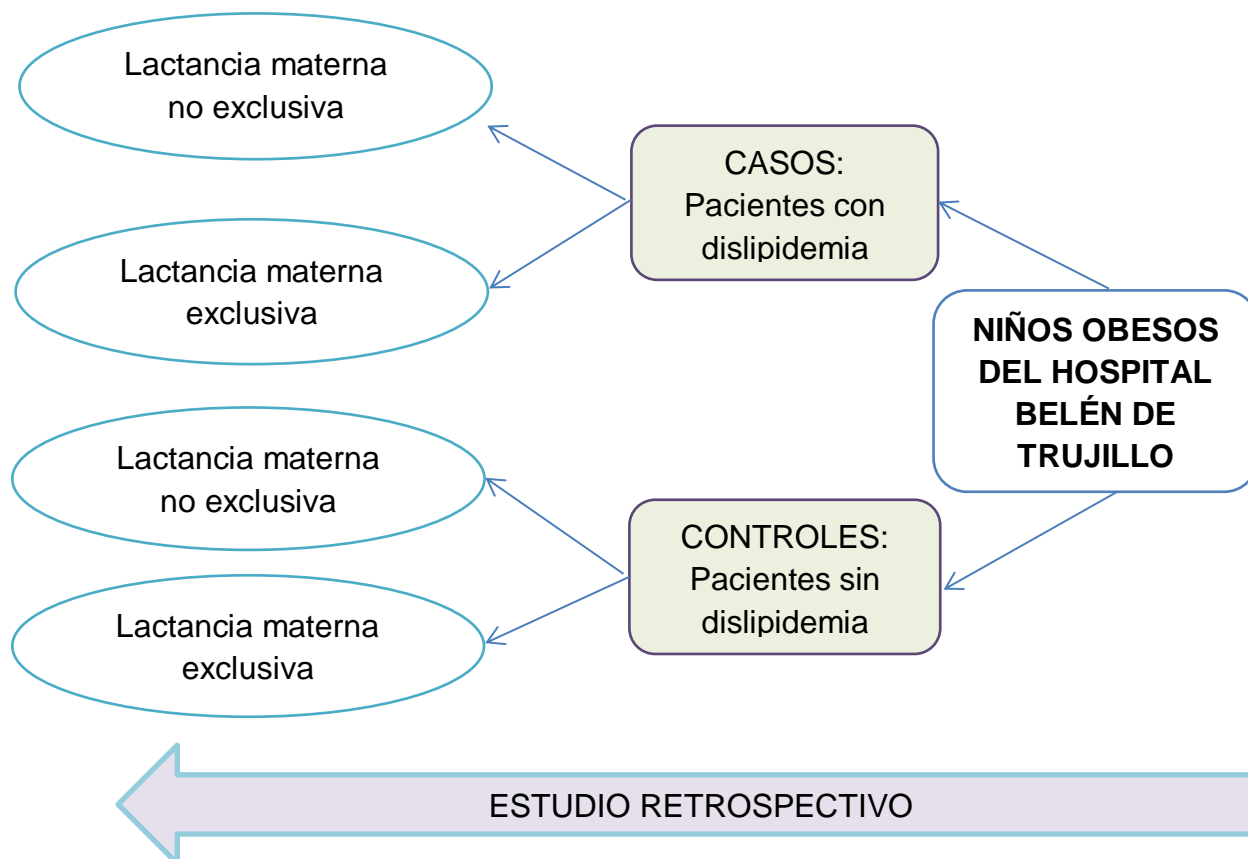 Lactancia materna
no exclusiva
Lactancia materna
exclusiva
Lactancia materna
no exclusiva
Lactancia materna
exclusiva
CASOS:
Pacientes con
dislipidemia
CONTROLES:
Pacientes sin
dislipidemia
NIÑOS OBESOS
DEL HOSPITAL
BELÉN DE
TRUJILLO
ESTUDIO RETROSPECTIVO